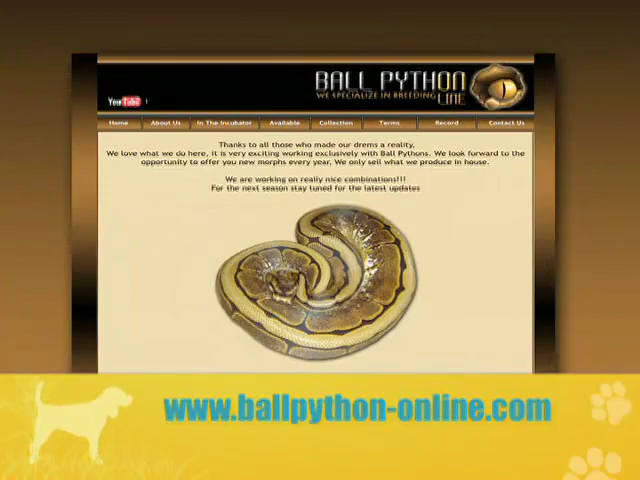 BALL PYTHON
WE SPECIALIZE IN BREEDING LINE
YouTube
Home About Us In The Incubator Available Collection Terms Record Contact Us
Thanks to all those who made our drems a reality,
We love what we do here, it is very exciting working exclusively with Ball Pythons. We look forward to the
opportunity to offer you new morphs every year. We only sell what we produce in house.
We are working on really nice combinations!!!
For the next season stay tuned for the latest updates
www.ballpython-online.com